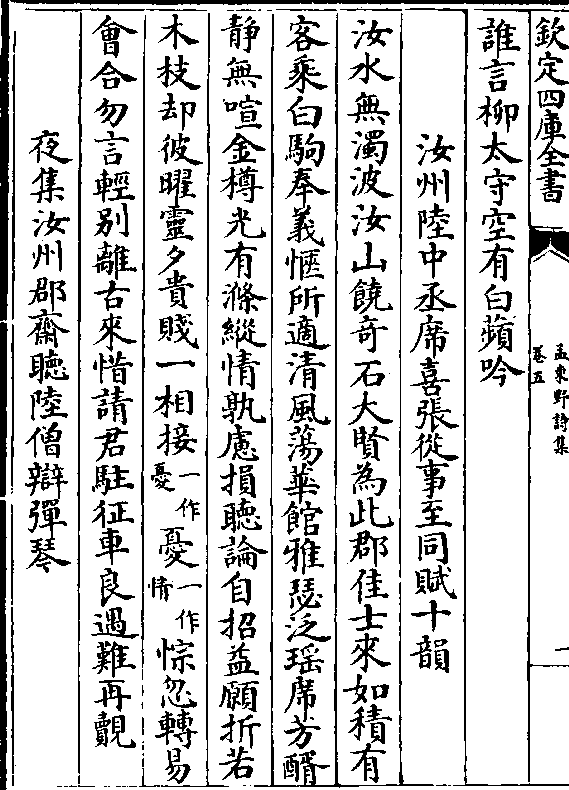 欽定四庫全書
孟東野詩集
卷五
一
誰言柳太守空有白蘋吟
汝州陸中丞席喜張從事至同賦十韻
汝水無濁波汝山饒奇石大賢為此郡佳士來如積有
客乘白駒奉義愜所適清風蕩華館雅瑟泛瑶席芳醑
静無喧金樽光有滌縱情孰慮損聽論自招益願折若
木枝却彼曜靈夕貴賤一相接一作憂憂一作情悰忽轉易
會合勿言輕别離古來惜請君駐征車良遇難再覿
夜集汝州郡齋聽陸僧辯彈琴